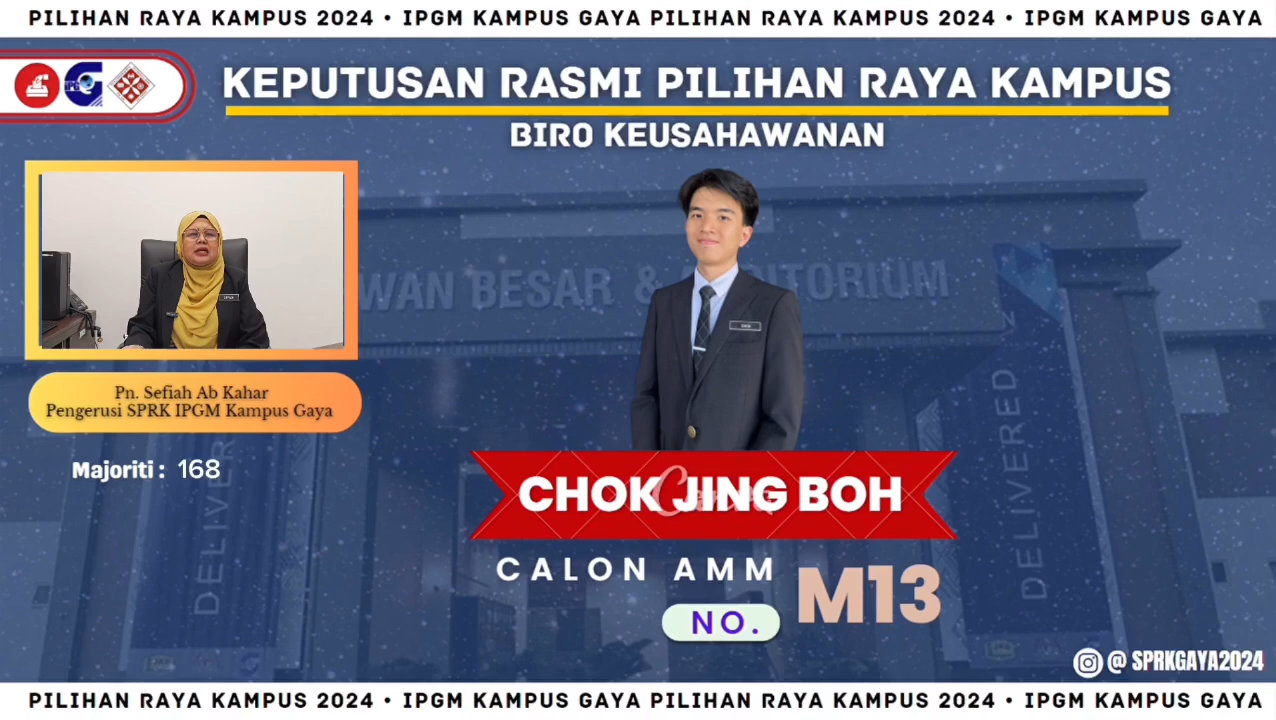 PILIHAN RAYA KAMPUS 2024 • IPGM KAMPUS GAYA PILIHAN RAYA KAMPUS 2024 • IPGM KAMPUS GAYA
KEPUTUSAN RASMI PILIHAN RAYA KAMPUS
BIRO KEUSAHAWANAN
WAN BESAR & AUDITORIUM
Pn. Sefiah Ab Kahar
Pengerusi SPRK IPGM Kampus Gaya
Majoriti : 168
DELIVERED
DELIVERED
CHOK JING BOH
Canva
CALON AMM
M13
NO.
@ SPRKGAYA2024
PILIHAN RAYA KAMPUS 2024 • IPGM KAMPUS GAYA PILIHAN RAYA KAMPUS 2024 • IPGM KAMPUS GAYA